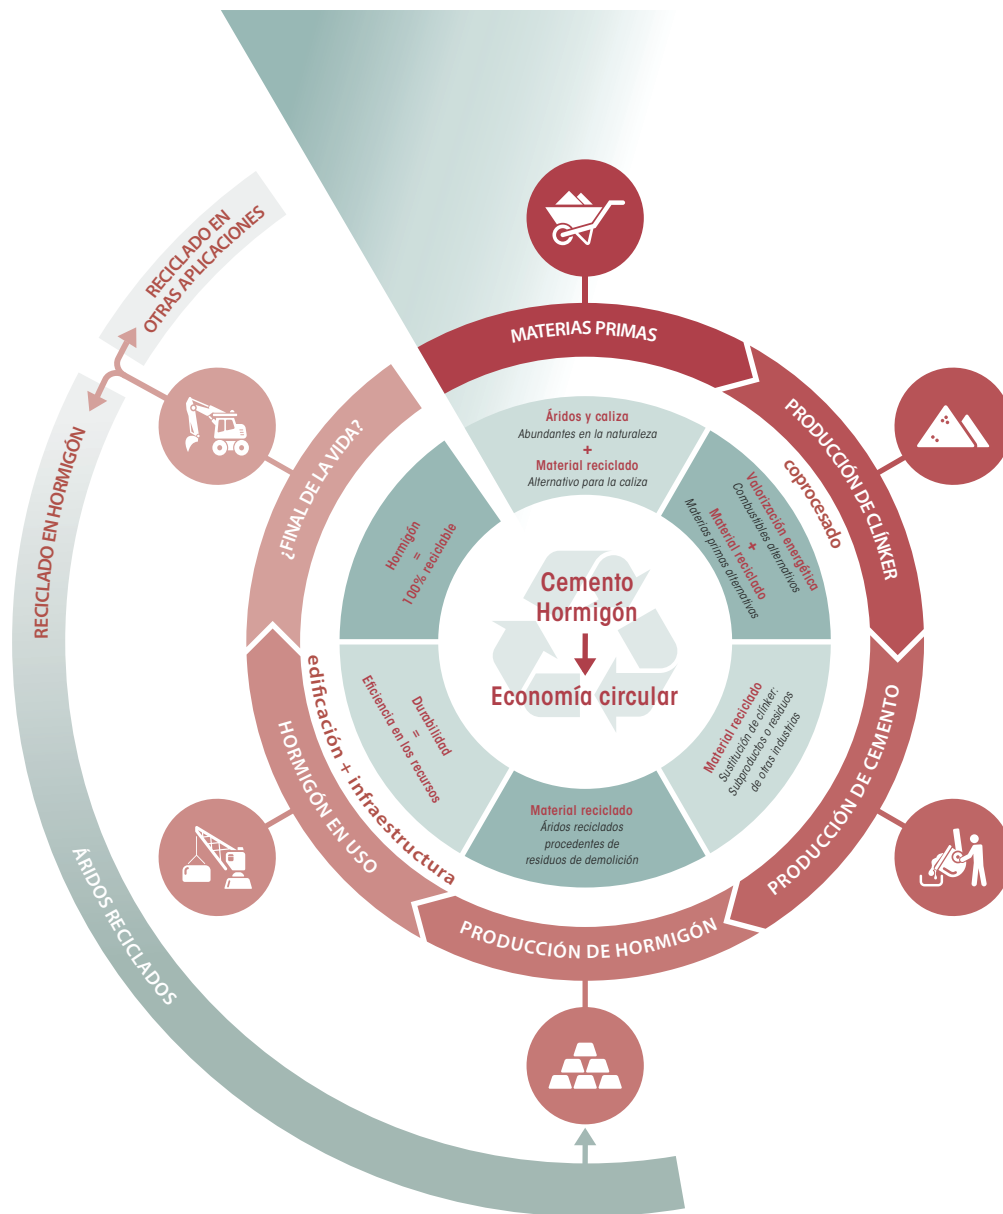 RECICLADO EN
OTRAS APLICACIONES
RECICLADO EN HORMIGÓN
ÁRIDOS RECICLADOS
MATERIAS PRIMAS
PRODUCCIÓN DE CLÍNKER
coprocesado
PRODUCCIÓN DE CEMENTO
PRODUCCIÓN DE HORMIGÓN
HORMIGÓN EN USO
edificación + infraestructura
¿FINAL DE LA VIDA?
Áridos y caliza
Abundantes en la naturaleza
+
Material reciclado
Alternativo para la caliza
Valorización energética
Combustibles alternativos
+
Material reciclado
Materias primas alternativas
Material reciclado
Sustitución de clínker:
Subproductos o residuos
de otras industrias
Material reciclado
Áridos reciclados
procedentes de
residuos de demolición
Durabilidad
=
Eficiencia en los recursos
Hormigón
=
100% reciclable
Cemento
Hormigón
Economía circular